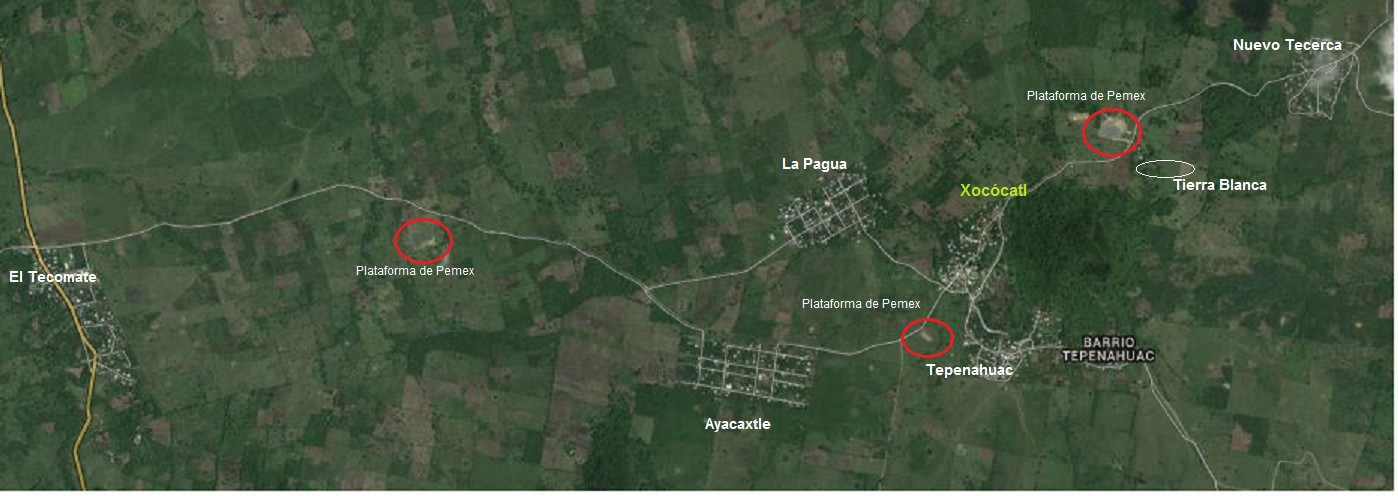 Nuevo Tecerca
Plataforma de Pemex
La Pagua
Xocócatl
Tierra Blanca
El Tecomate
Plataforma de Pemex
Plataforma de Pemex
BARRIO
TEPENAHUAC
Tepenahuac
Ayacaxtle